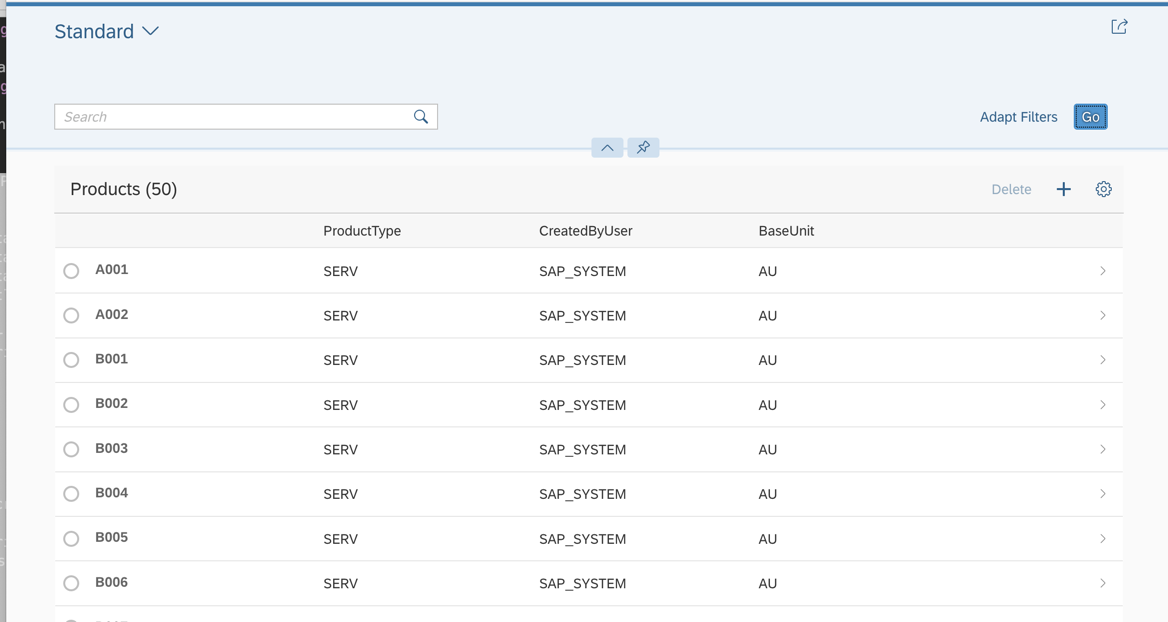 Standard
Search
Adapt Filters Go
Products (50) Delete
ProductType CreatedByUser BaseUnit
A001 SERV SAP_SYSTEM AU
A002 SERV SAP_SYSTEM AU
B001 SERV SAP_SYSTEM AU
B002 SERV SAP_SYSTEM AU
B003 SERV SAP_SYSTEM AU
B004 SERV SAP_SYSTEM AU
B005 SERV SAP_SYSTEM AU
B006 SERV SAP_SYSTEM AU